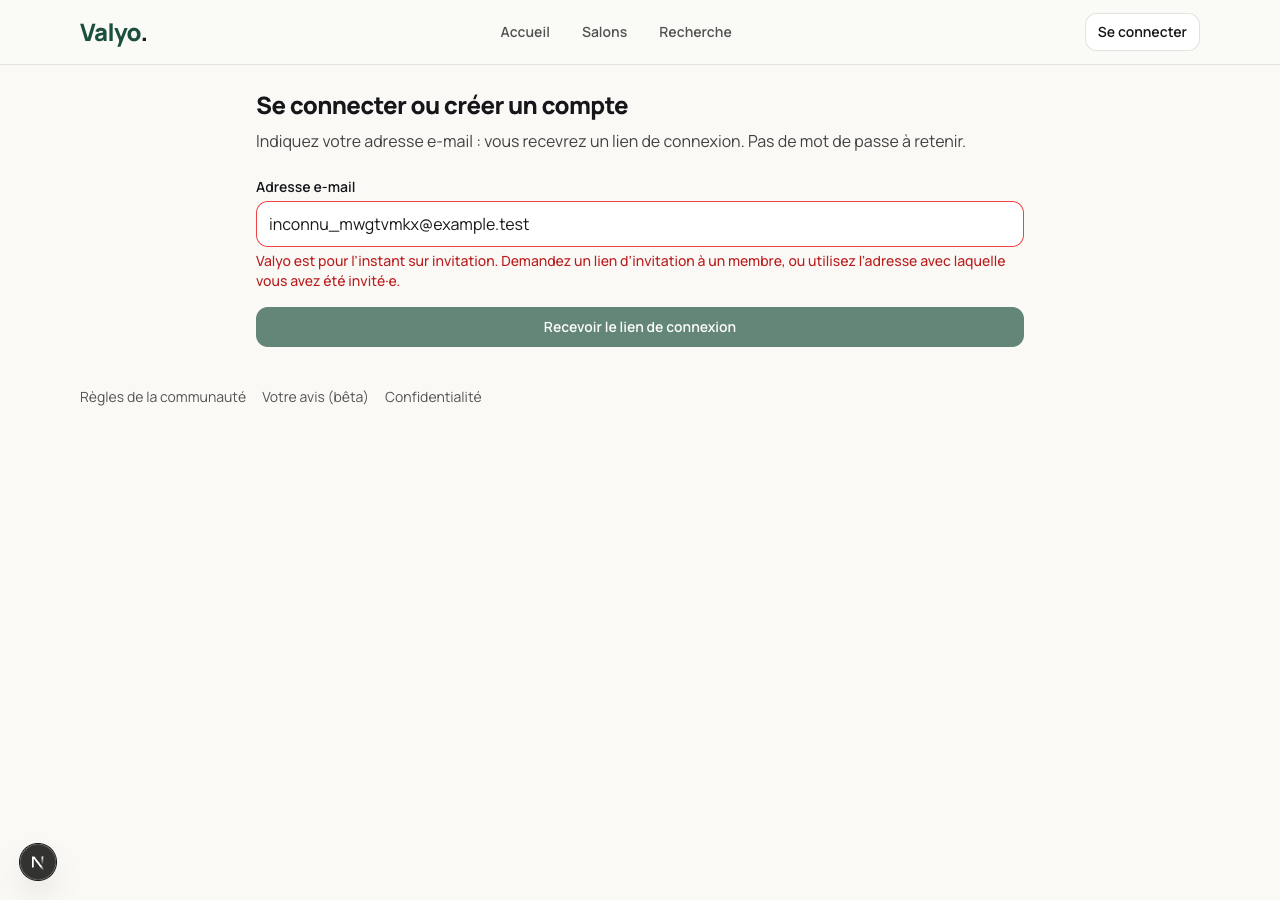 Valyo.
Accueil
Salons
Recherche
Se connecter
Se connecter ou créer un compte
Indiquez votre adresse e-mail : vous recevrez un lien de connexion. Pas de mot de passe à retenir.
Adresse e-mail
inconnu_mwgtvmkx@example.test
Valyo est pour l'instant sur invitation. Demandez un lien d'invitation à un membre, ou utilisez l'adresse avec laquelle
vous avez été invité·e.
Recevoir le lien de connexion
Règles de la communauté
Votre avis (bêta)
Confidentialité
N